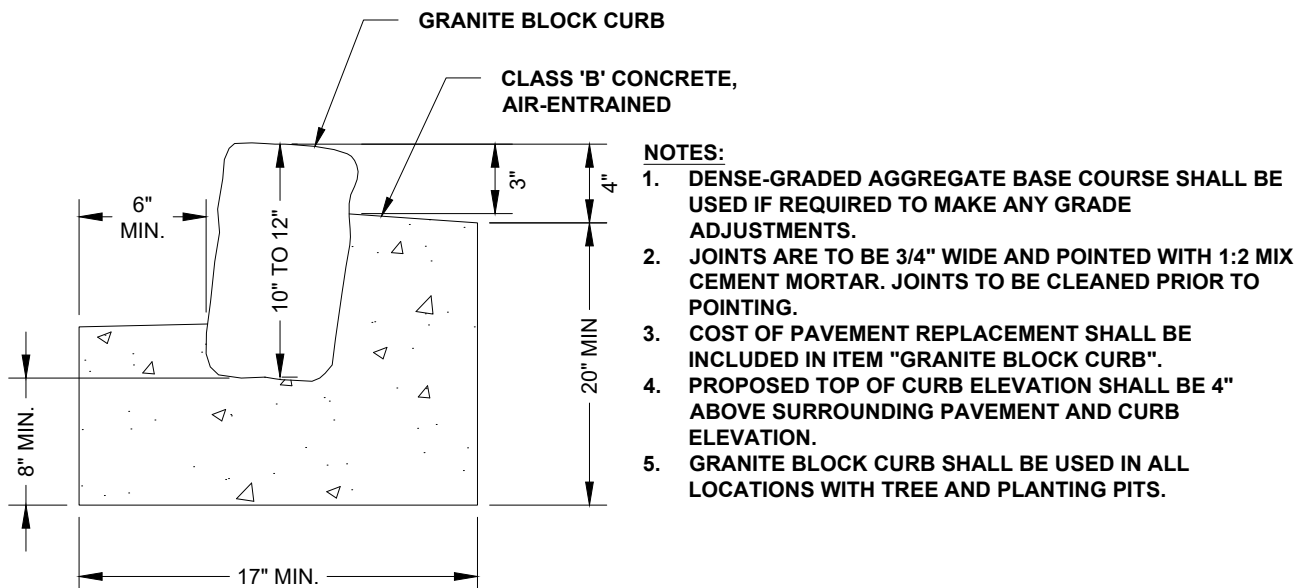 GRANITE BLOCK CURB
CLASS 'B' CONCRETE,
AIR-ENTRAINED
6"
MIN.
10" TO 12"
3"
4"
20" MIN
8" MIN.
17" MIN.
NOTES:
1. DENSE-GRADED AGGREGATE BASE COURSE SHALL BE
USED IF REQUIRED TO MAKE ANY GRADE
ADJUSTMENTS.
2. JOINTS ARE TO BE 3/4" WIDE AND POINTED WITH 1:2 MIX
CEMENT MORTAR. JOINTS TO BE CLEANED PRIOR TO
POINTING.
3. COST OF PAVEMENT REPLACEMENT SHALL BE
INCLUDED IN ITEM "GRANITE BLOCK CURB".
4. PROPOSED TOP OF CURB ELEVATION SHALL BE 4"
ABOVE SURROUNDING PAVEMENT AND CURB
ELEVATION.
5. GRANITE BLOCK CURB SHALL BE USED IN ALL
LOCATIONS WITH TREE AND PLANTING PITS.